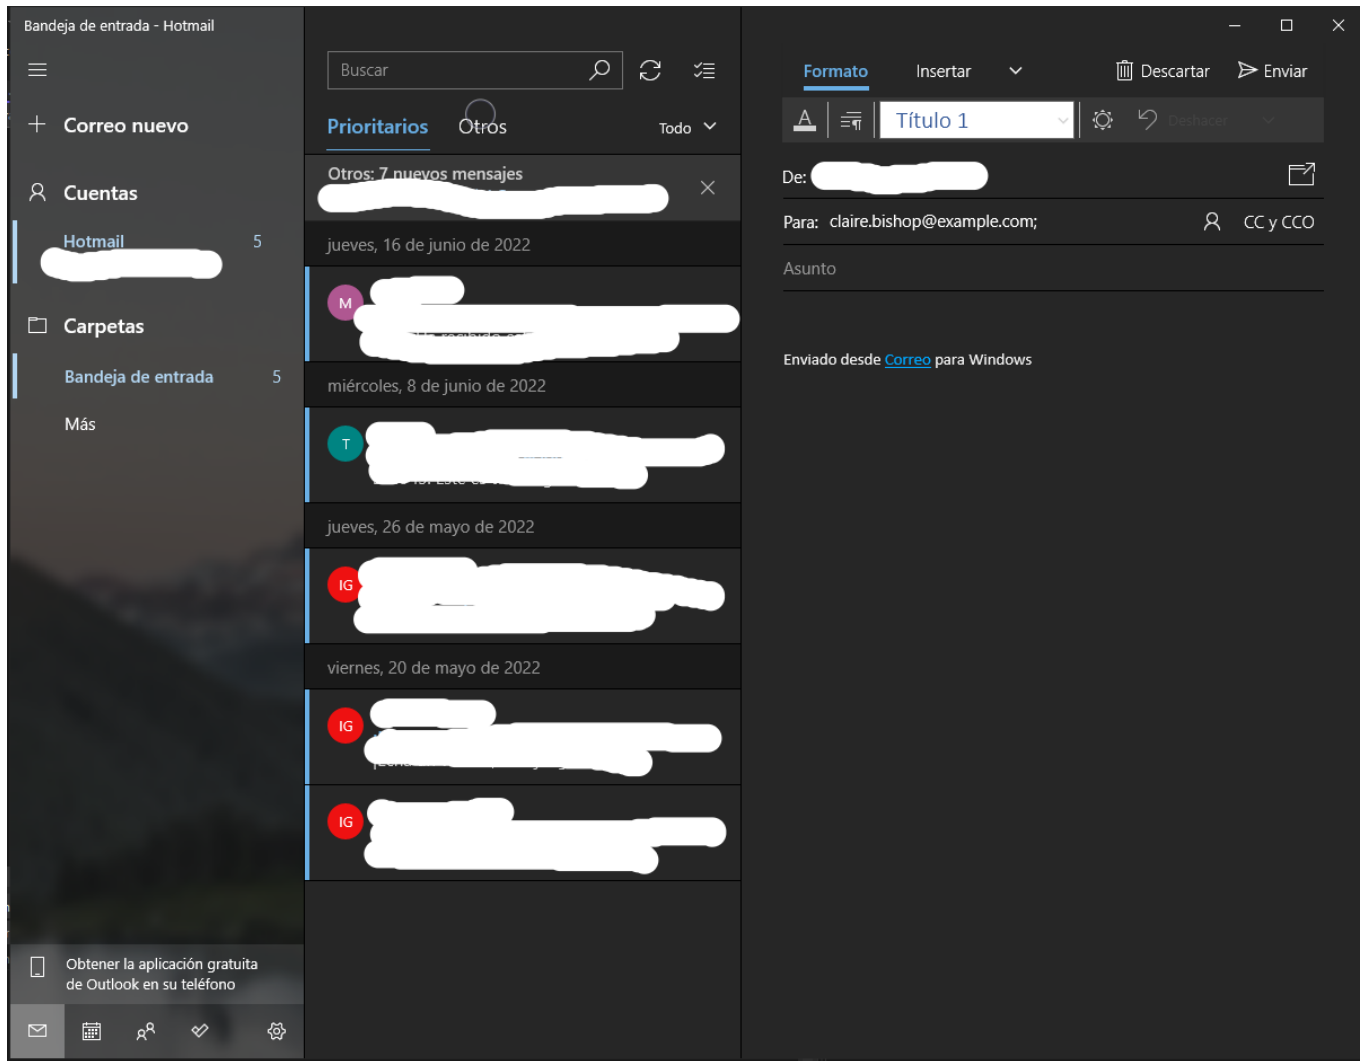 Bandeja de entrada - Hotmail
Correo nuevo
Cuentas
Hotmail 5
Carpetas
Bandeja de entrada 5
Más
Obtener la aplicación gratuita
de Outlook en su teléfono
Buscar
Prioritarios Otros Todo
Otros: 7 nuevos mensajes
jueves, 16 de junio de 2022
M
miércoles, 8 de junio de 2022
T
jueves, 26 de mayo de 2022
IG
viernes, 20 de mayo de 2022
IG
IG
Formato Insertar Descartar Enviar
A Título 1 Deshacer
De:
Para: claire.bishop@example.com; CC y CCO
Asunto
Enviado desde Correo para Windows